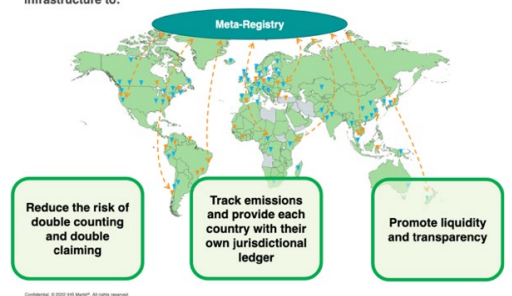 infrastructure to:
Meta-Registry
Reduce the risk of
double counting
and double
claiming
Track emissions
and provide each
country with their
own jurisdictional
ledger
Promote liquidity
and transparency
Confidential. © 2022 IHS Markit®. All rights reserved.